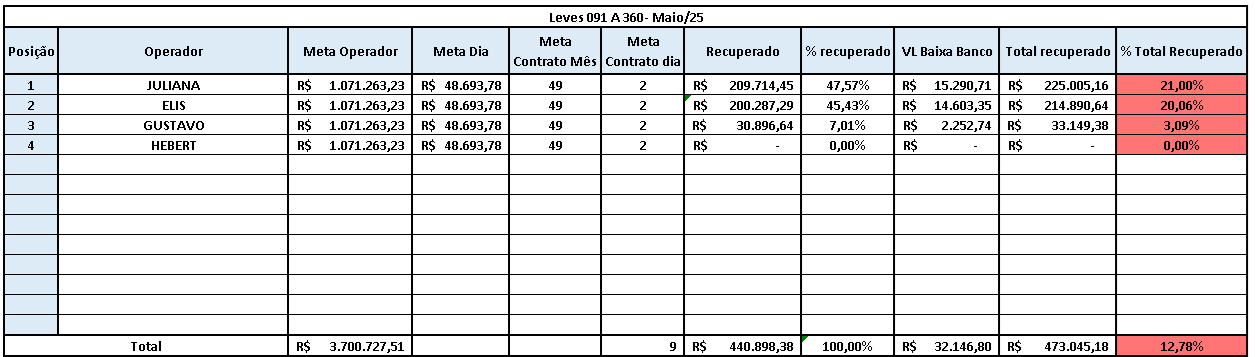 Leves 091 A 360- Maio/25
Posição Operador Meta Operador Meta Dia Meta Contrato Mês Meta Contrato dia Recuperado % recuperado VL Baixa Banco Total recuperado % Total Recuperado
1 JULIANA R$ 1.071.263,23 R$ 48.693,78 49 2 R$ 209.714,45 47,57% R$ 15.290,71 R$ 225.005,16 21,00%
2 ELIS R$ 1.071.263,23 R$ 48.693,78 49 2 R$ 200.287,29 45,43% R$ 14.603,35 R$ 214.890,64 20,06%
3 GUSTAVO R$ 1.071.263,23 R$ 48.693,78 49 2 R$ 30.896,64 7,01% R$ 2.252,74 R$ 33.149,38 3,09%
4 HEBERT R$ 1.071.263,23 R$ 48.693,78 49 2 R$ - 0,00% R$ - R$ - 0,00%
Total R$ 3.700.727,51 9 R$ 440.898,38 100,00% R$ 32.146,80 R$ 473.045,18 12,78%